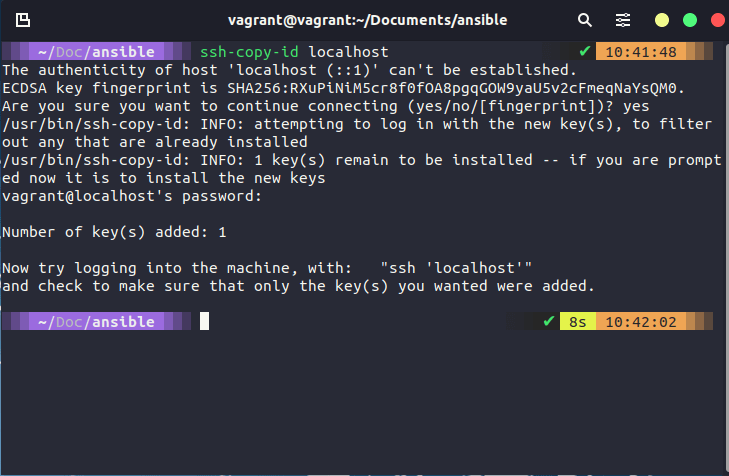 vagrant@vagrant:~/Documents/ansible
~/Doc/ansible ssh-copy-id localhost ✔ 10:41:48
The authenticity of host 'localhost (::1)' can't be established.
ECDSA key fingerprint is SHA256:RXuPiNiM5cr8f0fOA8pgqGOW9yaU5v2cFmeqNaYsQM0.
Are you sure you want to continue connecting (yes/no/[fingerprint])? yes
/usr/bin/ssh-copy-id: INFO: attempting to log in with the new key(s), to filter
out any that are already installed
/usr/bin/ssh-copy-id: INFO: 1 key(s) remain to be installed -- if you are prompt
ed now it is to install the new keys
vagrant@localhost's password:
Number of key(s) added: 1
Now try logging into the machine, with:   "ssh 'localhost'"
and check to make sure that only the key(s) you wanted were added.
~/Doc/ansible ✔ 8s 10:42:02